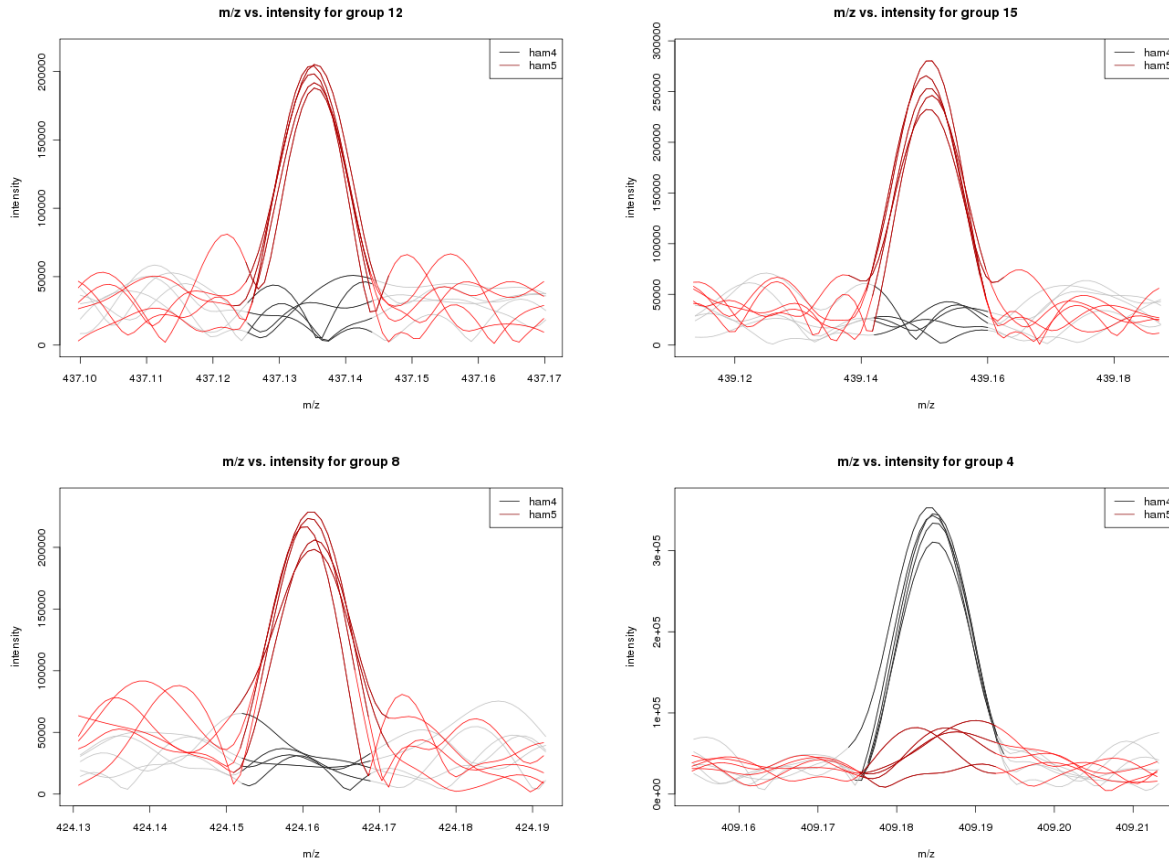 m/z vs. intensity for group 12
ham4
ham5
intensity
0
50000
100000
150000
200000
437.10 437.11 437.12 437.13 437.14 437.15 437.16 437.17
m/z
m/z vs. intensity for group 15
ham4
ham5
intensity
0
50000
100000
150000
200000
250000
300000
439.12 439.14 439.16 439.18
m/z
m/z vs. intensity for group 8
ham4
ham5
intensity
0
50000
100000
150000
200000
424.13 424.14 424.15 424.16 424.17 424.18 424.19
m/z
m/z vs. intensity for group 4
ham4
ham5
intensity
0e+00
1e+05
2e+05
3e+05
409.16 409.17 409.18 409.19 409.20 409.21
m/z